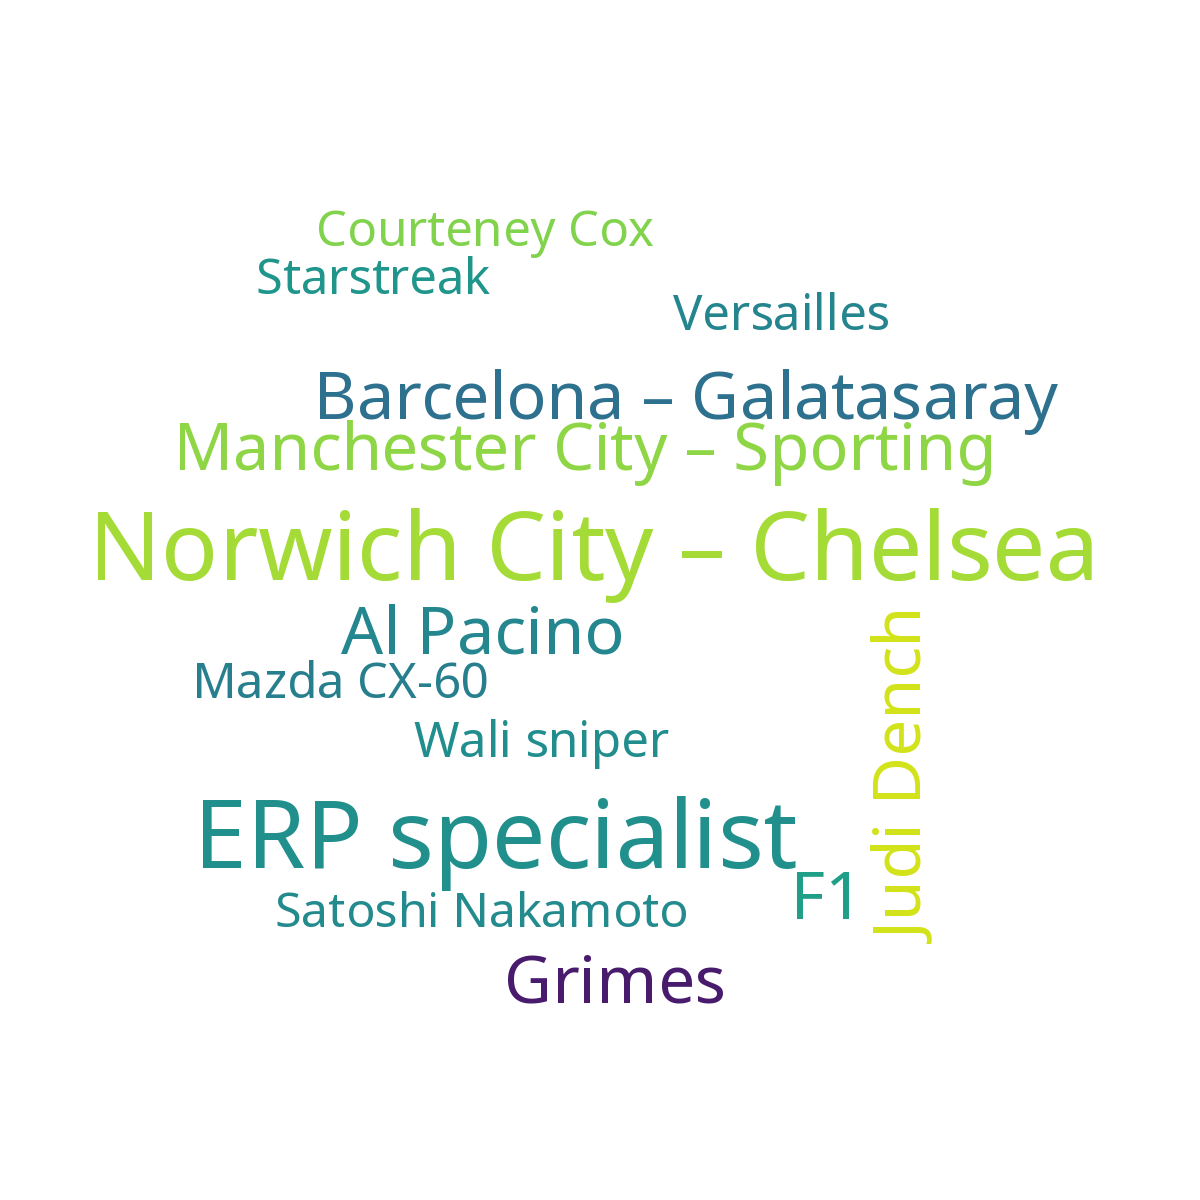 Courteney Cox
Starstreak
Versailles
Barcelona – Galatasaray
Manchester City – Sporting
Norwich City – Chelsea
Al Pacino
Judi Dench
Mazda CX-60
Wali sniper
ERP specialist
F1
Satoshi Nakamoto
Grimes